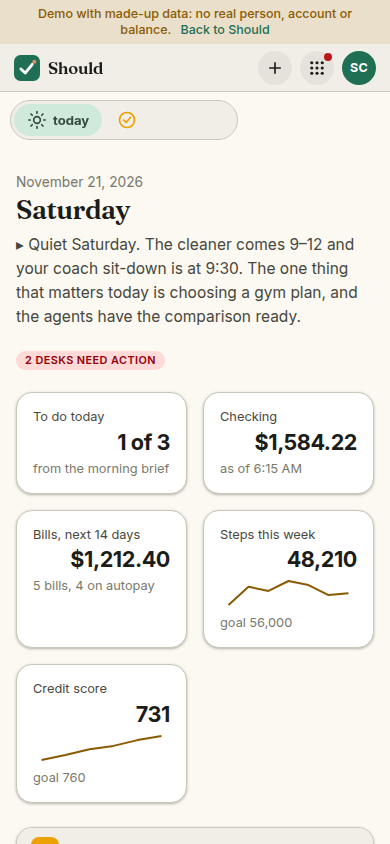 Demo with made-up data: no real person, account or
balance. Back to Should
Should
SC
today
November 21, 2026
Saturday
▸ Quiet Saturday. The cleaner comes 9–12 and
your coach sit-down is at 9:30. The one thing
that matters today is choosing a gym plan, and
the agents have the comparison ready.
2 DESKS NEED ACTION
To do today
1 of 3
from the morning brief
Checking
$1,584.22
as of 6:15 AM
Bills, next 14 days
$1,212.40
5 bills, 4 on autopay
Steps this week
48,210
goal 56,000
Credit score
731
goal 760